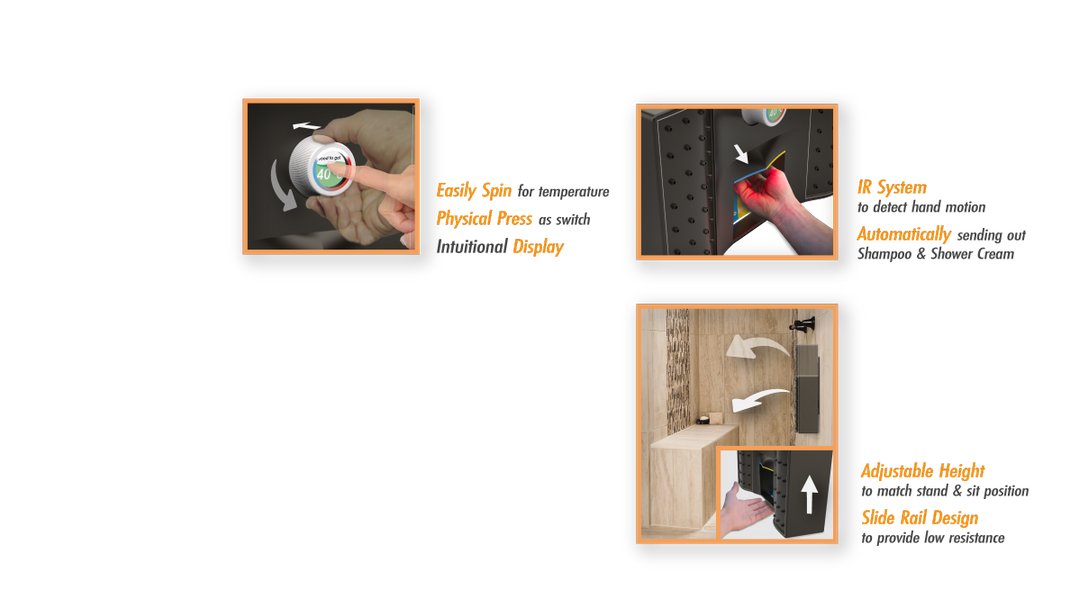 need to get
40°C
Easily Spin for temperature
Physical Press as switch
Intuitional Display
IR System
to detect hand motion
Automatically sending out
Shampoo & Shower Cream
Adjustable Height
to match stand & sit position
Slide Rail Design
to provide low resistance